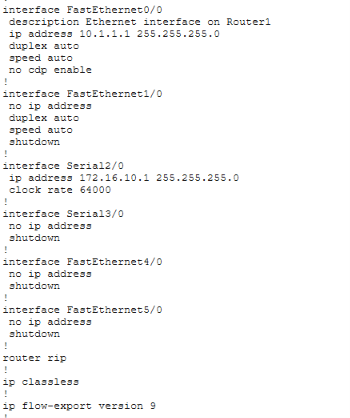 interface FastEthernet0/0
 description Ethernet interface on Router1
 ip address 10.1.1.1 255.255.255.0
 duplex auto
 speed auto
 no cdp enable
!
interface FastEthernet1/0
 no ip address
 duplex auto
 speed auto
 shutdown
!
interface Serial2/0
 ip address 172.16.10.1 255.255.255.0
 clock rate 64000
!
interface Serial3/0
 no ip address
 shutdown
!
interface FastEthernet4/0
 no ip address
 shutdown
!
interface FastEthernet5/0
 no ip address
 shutdown
!
router rip
!
ip classless
!
ip flow-export version 9
!